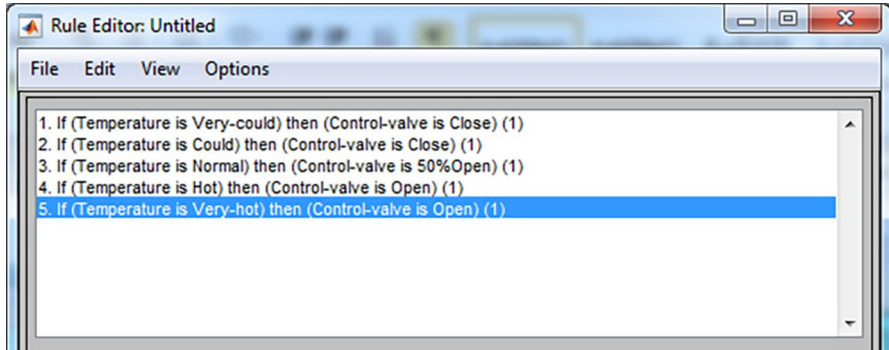 Rule Editor: Untitled
File Edit View Options
1. If (Temperature is Very-could) then (Control-valve is Close) (1)
2. If (Temperature is Could) then (Control-valve is Close) (1)
3. If (Temperature is Normal) then (Control-valve is 50%Open) (1)
4. If (Temperature is Hot) then (Control-valve is Open) (1)
5. If (Temperature is Very-hot) then (Control-valve is Open) (1)